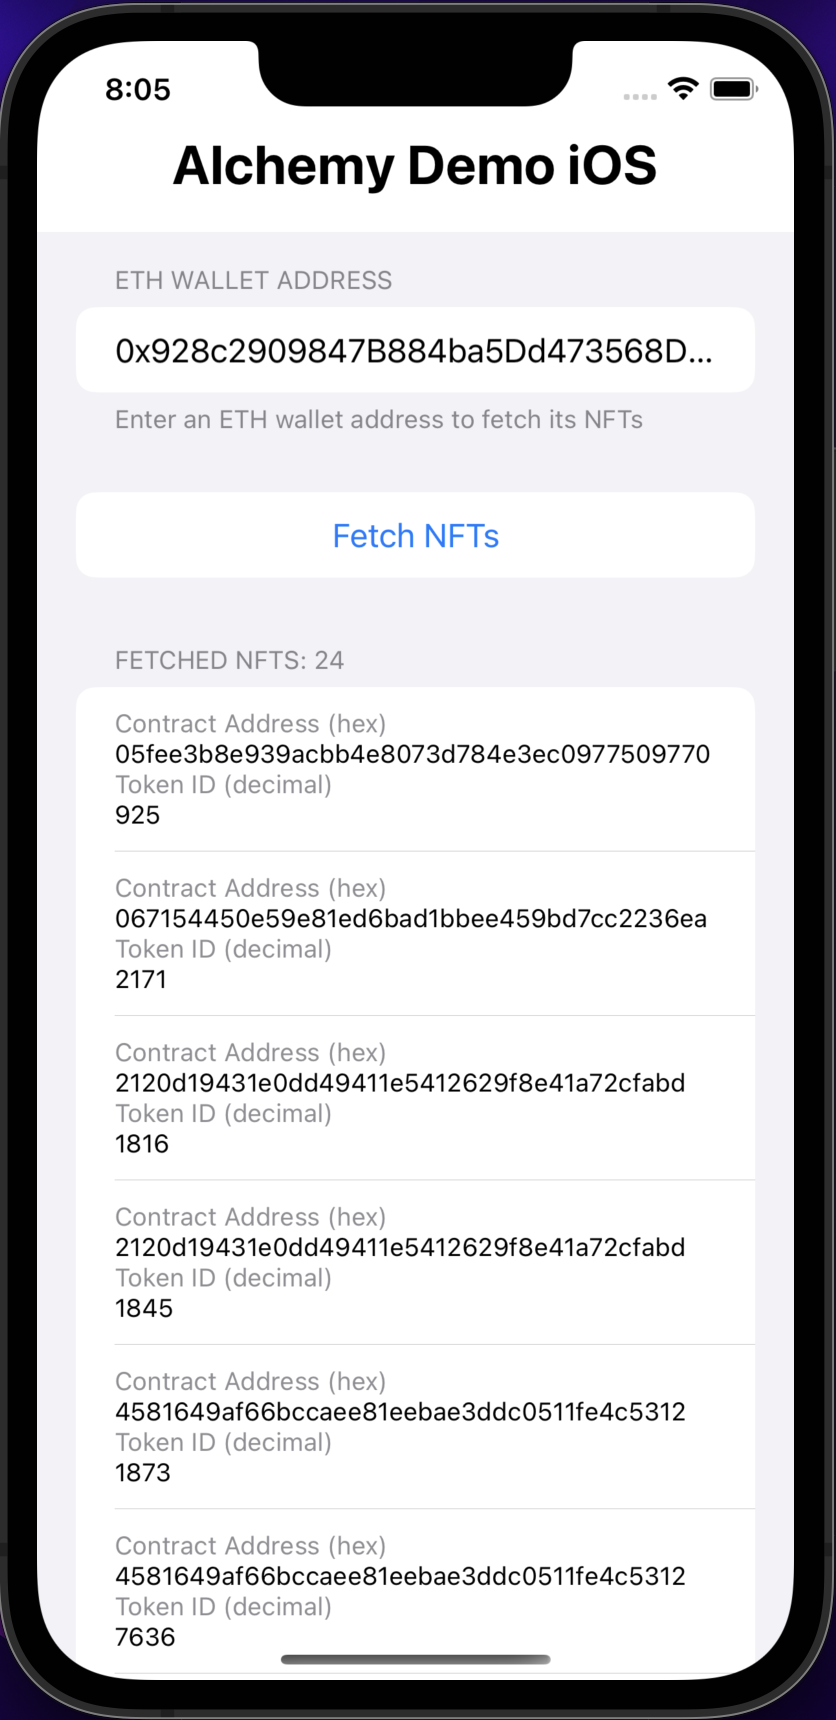 8:05
Alchemy Demo iOS
ETH WALLET ADDRESS
0x928c2909847B884ba5Dd473568D...
Enter an ETH wallet address to fetch its NFTs
Fetch NFTs
FETCHED NFTS: 24
Contract Address (hex)
05fee3b8e939acbb4e8073d784e3ec0977509770
Token ID (decimal)
925
Contract Address (hex)
067154450e59e81ed6bad1bbee459bd7cc2236ea
Token ID (decimal)
2171
Contract Address (hex)
2120d19431e0dd49411e5412629f8e41a72cfabd
Token ID (decimal)
1816
Contract Address (hex)
2120d19431e0dd49411e5412629f8e41a72cfabd
Token ID (decimal)
1845
Contract Address (hex)
4581649af66bccaee81eebae3ddc0511fe4c5312
Token ID (decimal)
1873
Contract Address (hex)
4581649af66bccaee81eebae3ddc0511fe4c5312
Token ID (decimal)
7636